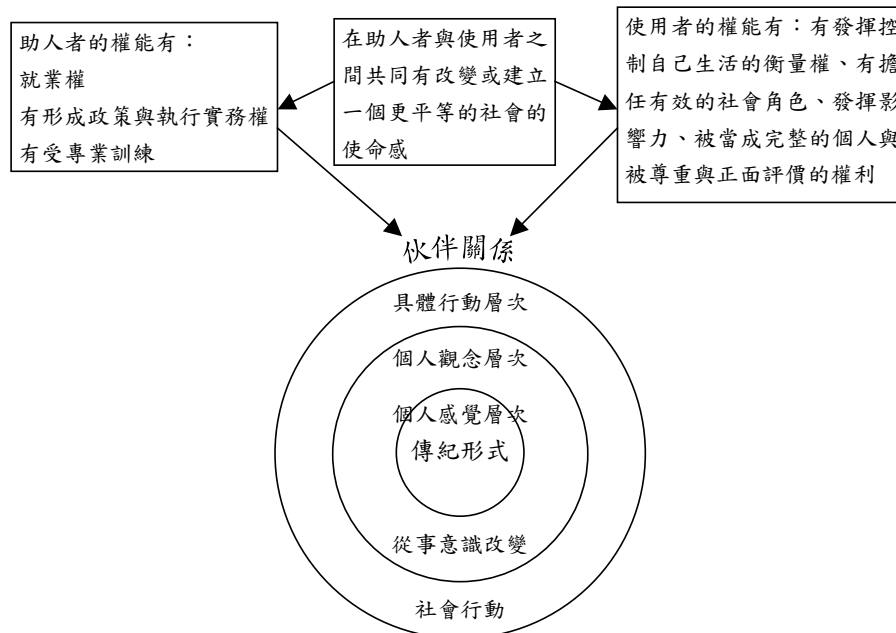 助人者的權能有：
就業權
有形成政策與執行實務權
有受專業訓練
在助人者與使用者之
間共同有改變或建立
一個更平等的社會的
使命感
使用者的權能有：有發揮控
制自己生活的衡量權、有擔
任有效的社會角色、發揮影
響力、被當成完整的個人與
被尊重與正面評價的權利
伙伴關係
具體行動層次
個人觀念層次
個人感覺層次
傳紀形式
從事意識改變
社會行動